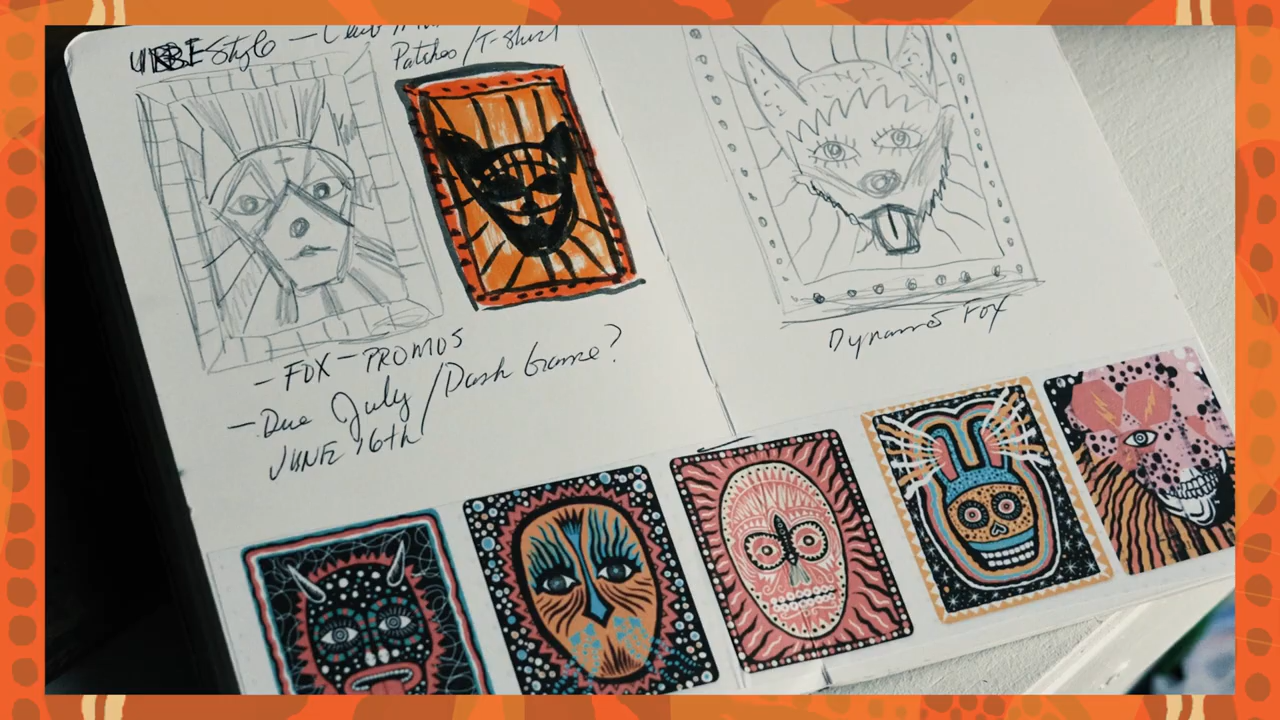 Style —
Patches/T-Shirt
— FOX — PROMOS
— Due July / Dash Game?
JUNE 16th
Dynamo Fox